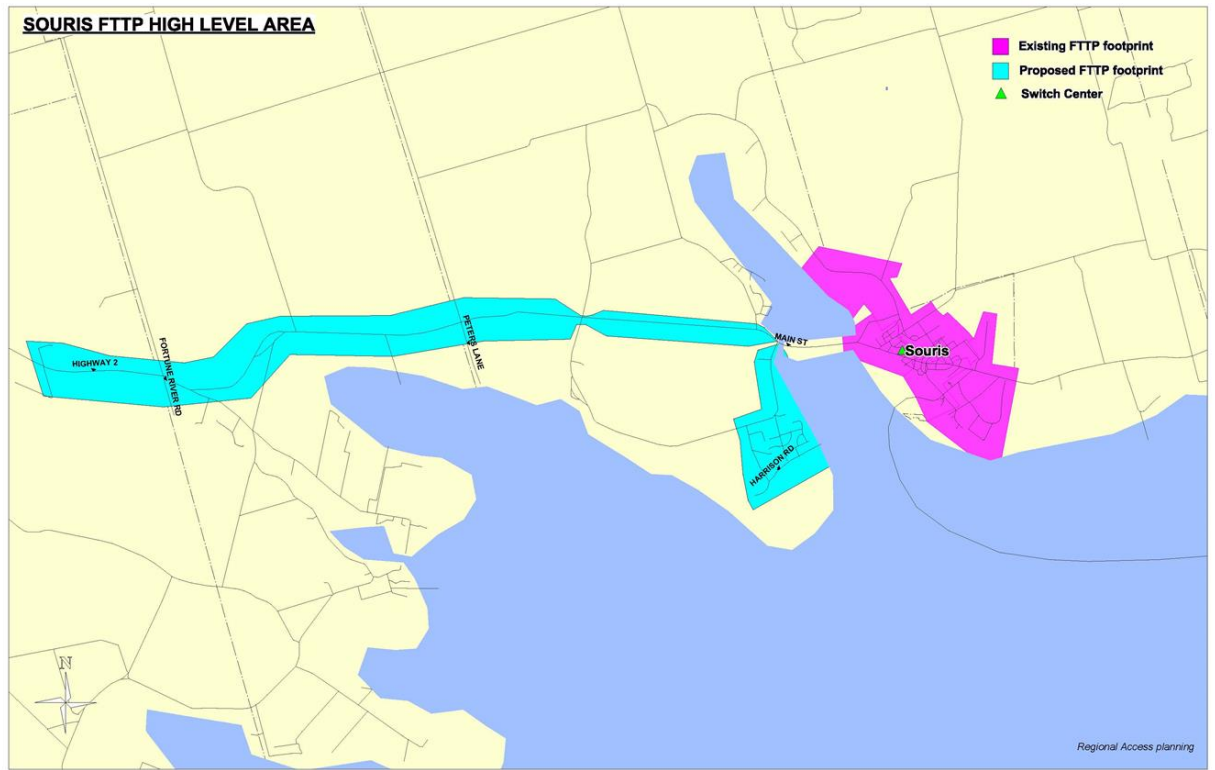 SOURIS FTTP HIGH LEVEL AREA
Existing FTTP footprint
Proposed FTTP footprint
Switch Center
MAIN ST
Souris
PETERS LANE
HIGHWAY 2
FORTUNE RIVER RD
HARRISON RD
N
Regional Access planning